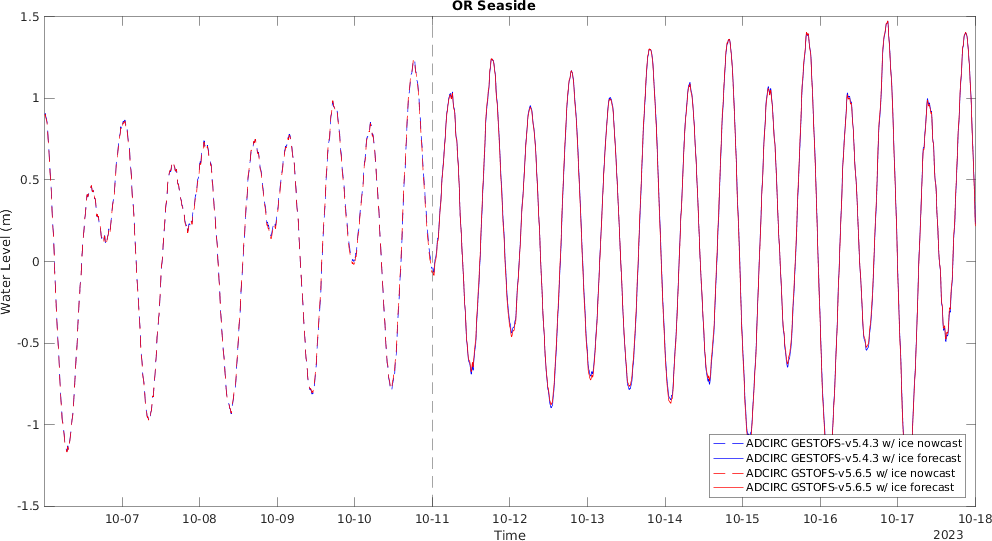 OR Seaside
1.5
1
0.5
0
-0.5
-1
-1.5
Water Level (m)
10-07 10-08 10-09 10-10 10-11 10-12 10-13 10-14 10-15 10-16 10-17 10-18
Time
2023
ADCIRC GESTOFS-v5.4.3 w/ ice nowcast
ADCIRC GESTOFS-v5.4.3 w/ ice forecast
ADCIRC GSTOFS-v5.6.5 w/ ice nowcast
ADCIRC GSTOFS-v5.6.5 w/ ice forecast